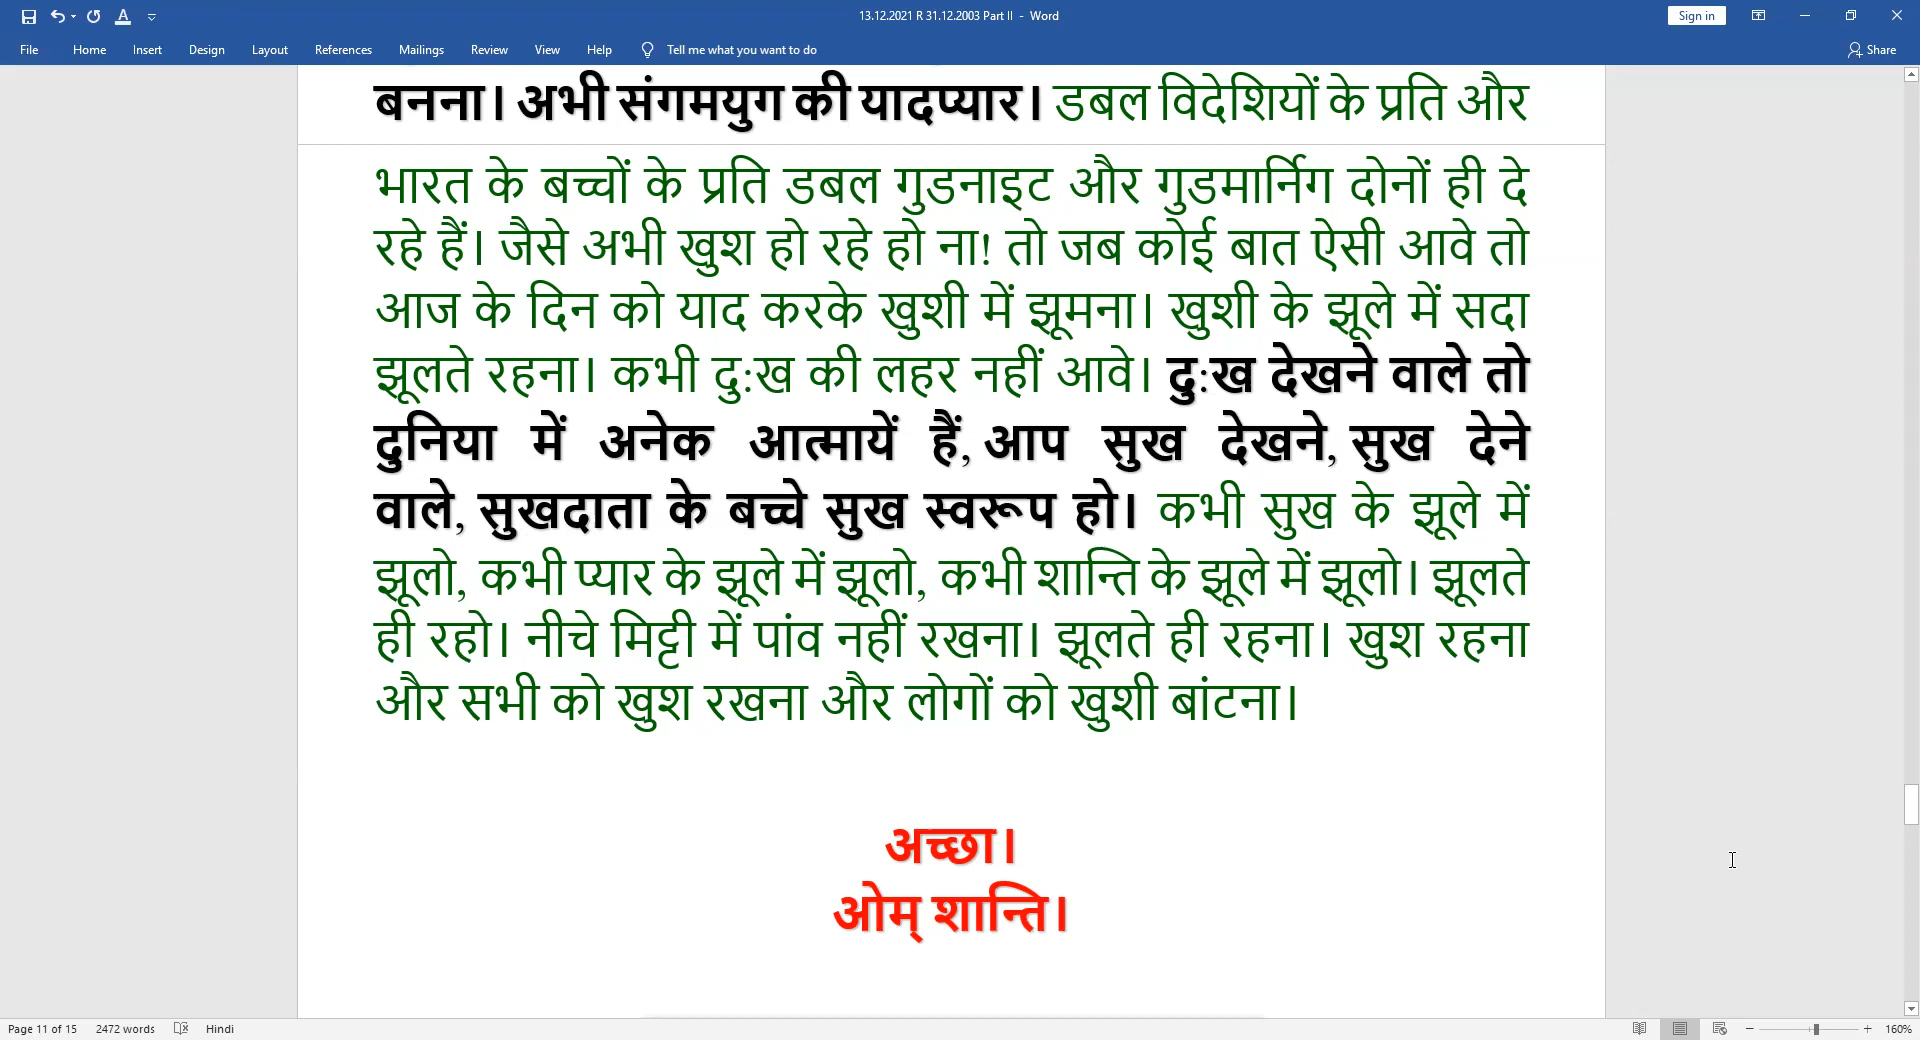 13.12.2021 R 31.12.2003 Part II - Word
Sign in
File Home Insert Design Layout References Mailings Review View Help Tell me what you want to do Share
बनना। अभी संगमयुग की यादप्यार। डबल विदेशियों के प्रति और
भारत के बच्चों के प्रति डबल गुडनाइट और गुडमार्निंग दोनों ही दे
रहे हैं। जैसे अभी खुश हो रहे हो ना! तो जब कोई बात ऐसी आवे तो
आज के दिन को याद करके खुशी में झूमना। खुशी के झूले में सदा
झूलते रहना। कभी दु:ख की लहर नहीं आवे। दु:ख देखने वाले तो
दुनिया में अनेक आत्मायें हैं, आप सुख देखने, सुख देने
वाले, सुखदाता के बच्चे सुख स्वरूप हो। कभी सुख के झूले में
झूलो, कभी प्यार के झूले में झूलो, कभी शान्ति के झूले में झूलो। झूलते
ही रहो। नीचे मिट्टी में पांव नहीं रखना। झूलते ही रहना। खुश रहना
और सभी को खुश रखना और लोगों को खुशी बांटना।
अच्छा।
ओम् शान्ति।
Page 11 of 15 2472 words Hindi 160%